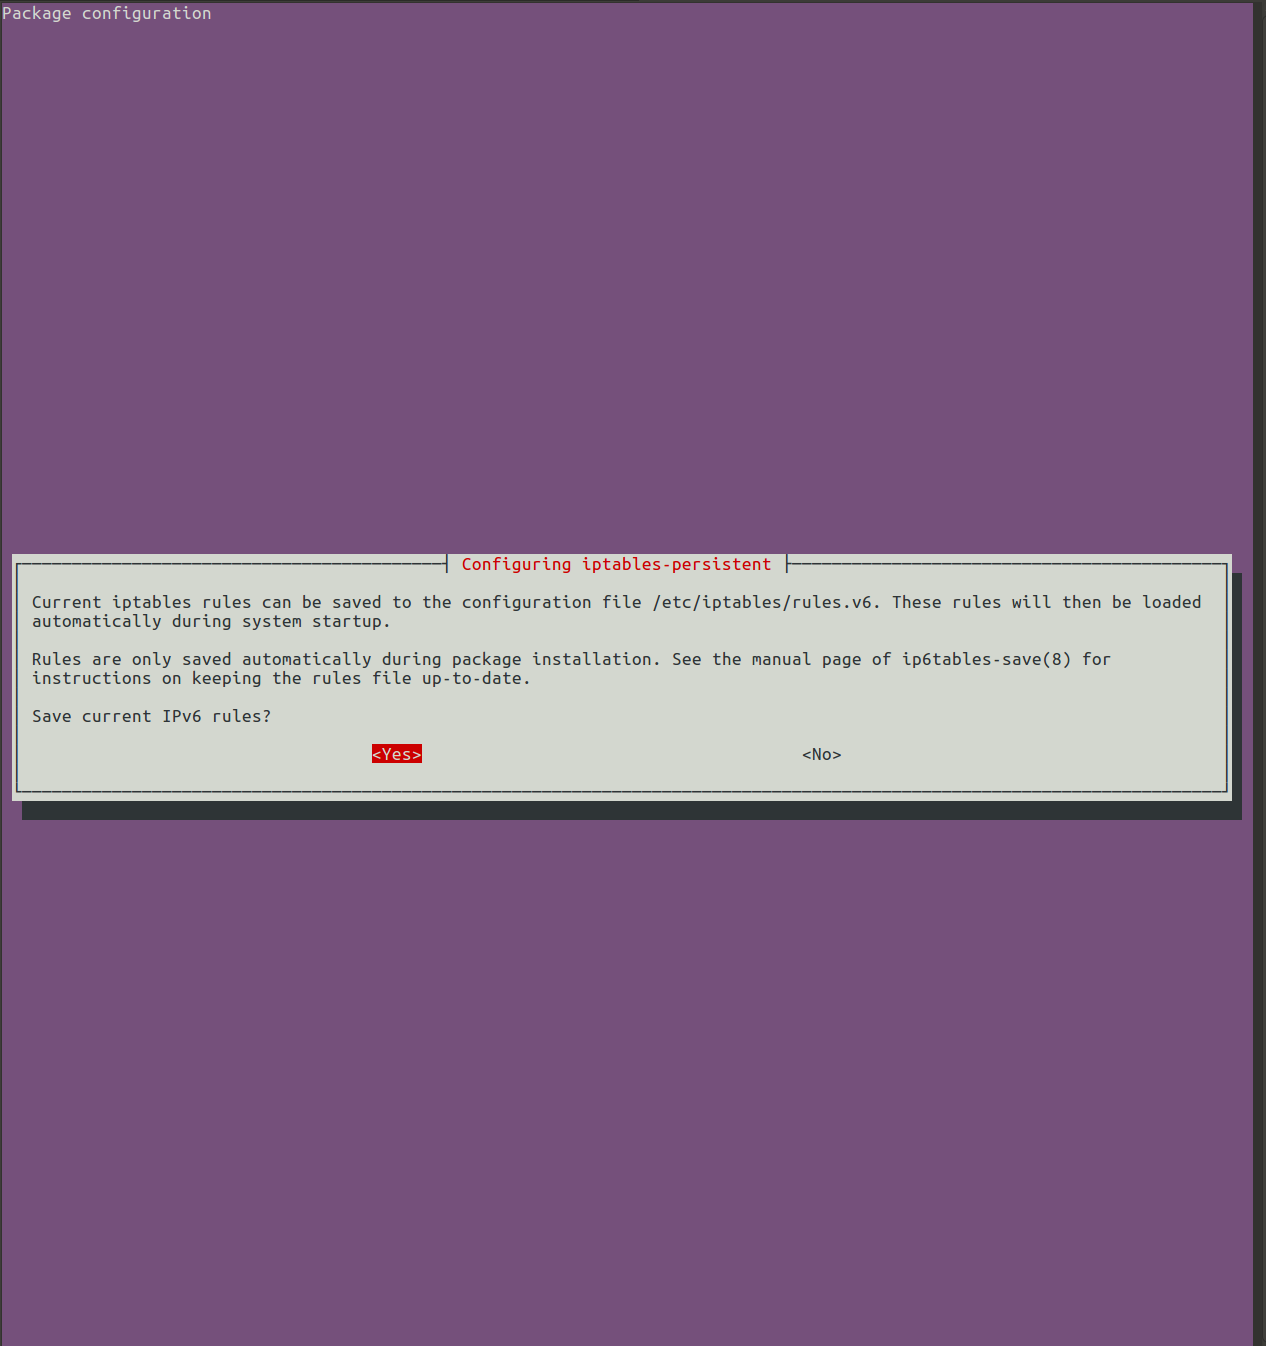 Package configuration
Configuring iptables-persistent
Current iptables rules can be saved to the configuration file /etc/iptables/rules.v6. These rules will then be loaded
automatically during system startup.
Rules are only saved automatically during package installation. See the manual page of ip6tables-save(8) for
instructions on keeping the rules file up-to-date.
Save current IPv6 rules?
<Yes> <No>